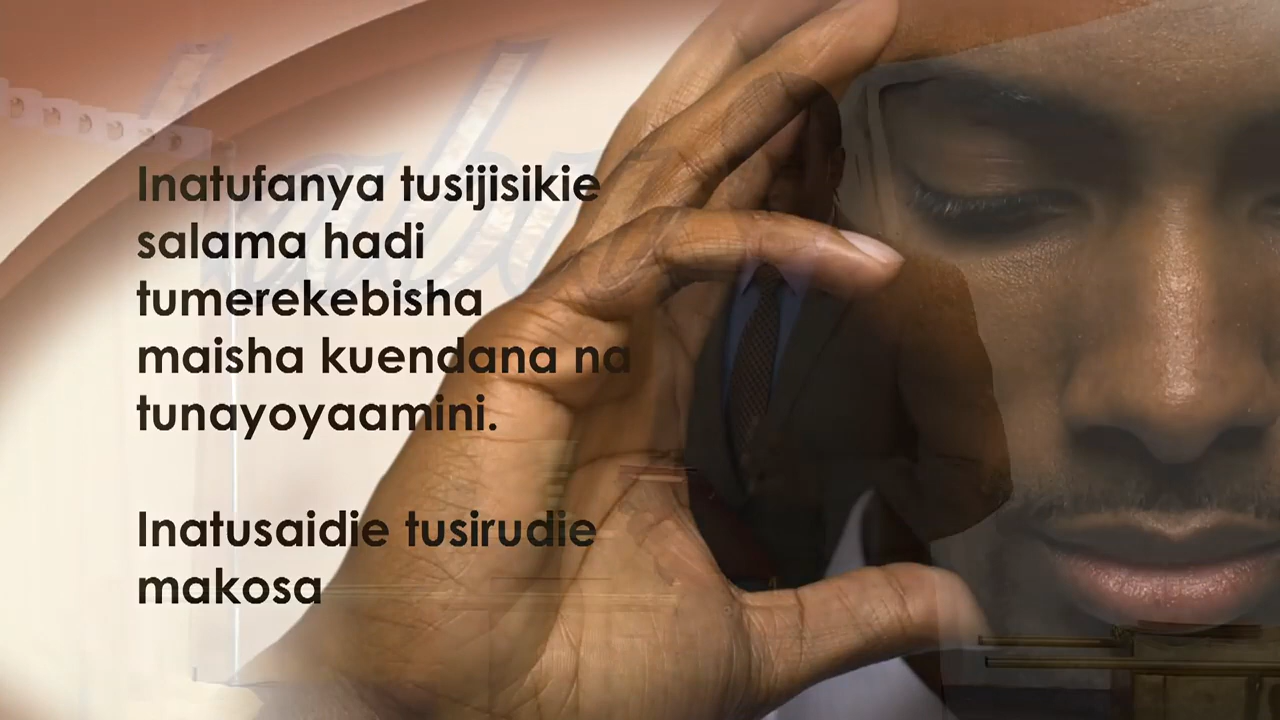 Inatufanya tusijisikie
salama hadi
tumerekebisha
maisha kuendana na
tunayoyaamini.
Inatusaidie tusirudie
makosa